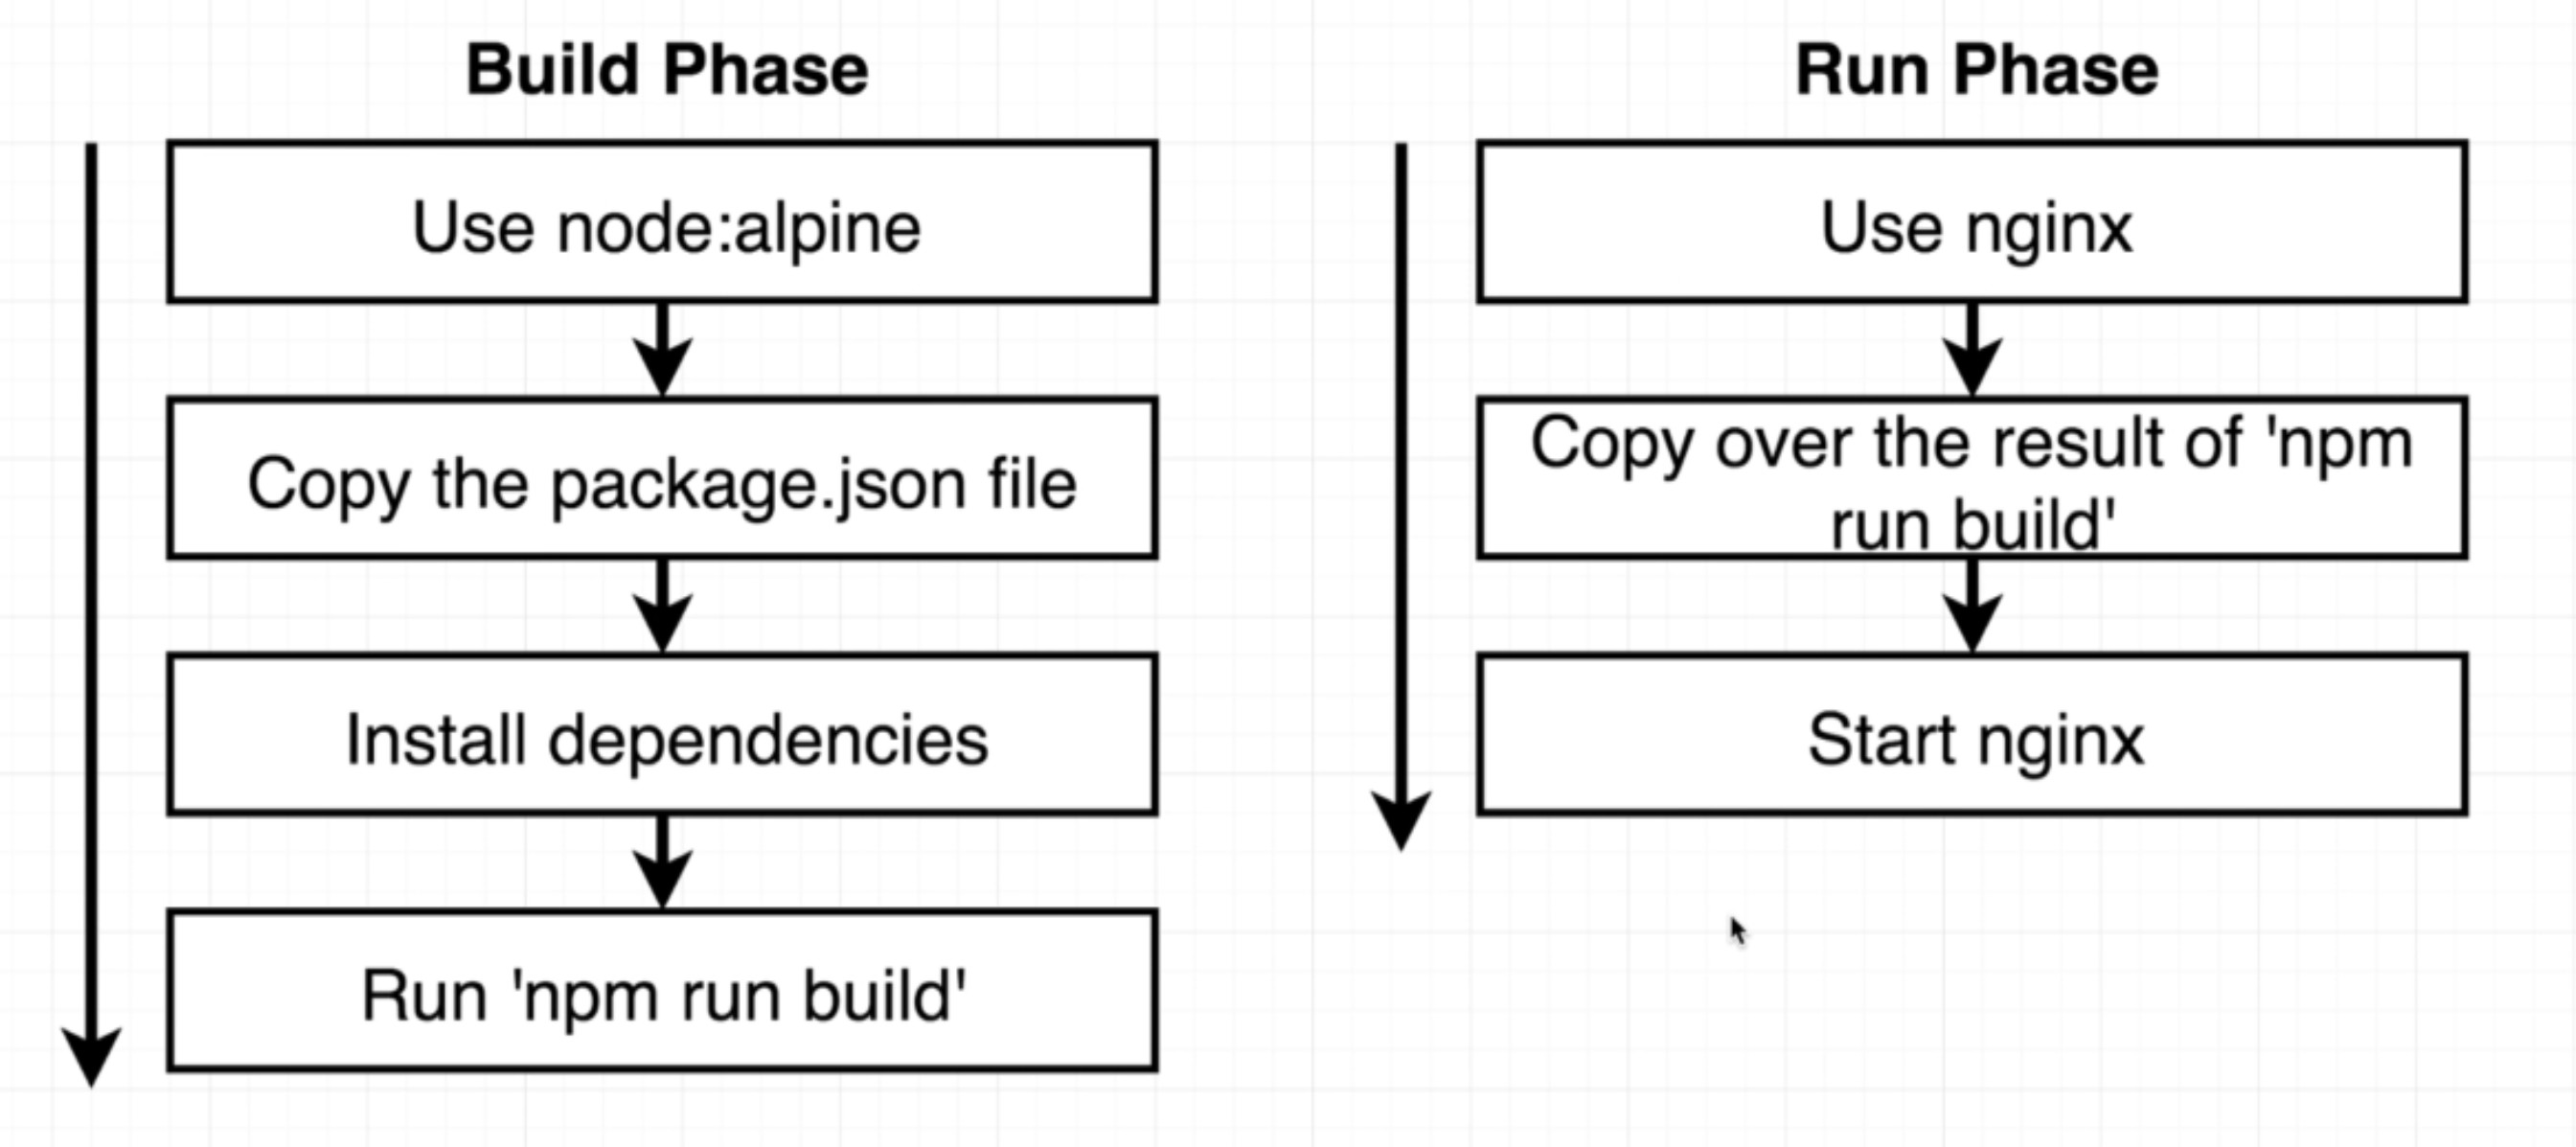 Build Phase
Use node:alpine
Copy the package.json file
Install dependencies
Run 'npm run build'
Run Phase
Use nginx
Copy over the result of 'npm
run build'
Start nginx